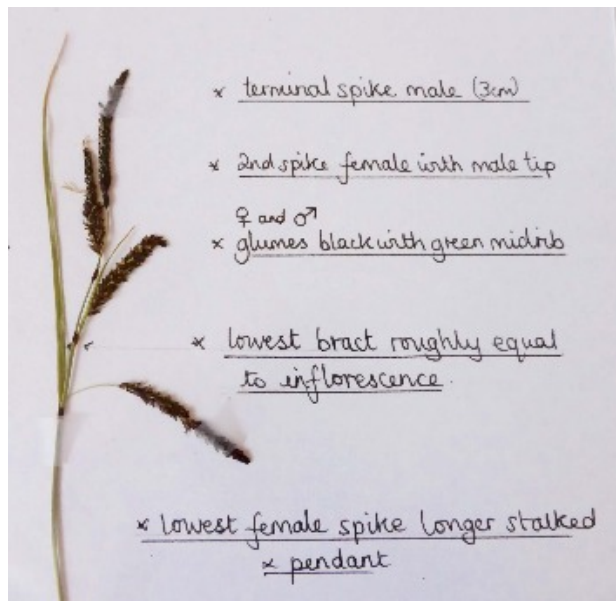 × terminal spike male (3cm)
× 2nd spike female with male tip
♀ and ♂
× glumes black with green midrib
× lowest bract roughly equal
to inflorescence.
× lowest female spike longer stalked
× pendant